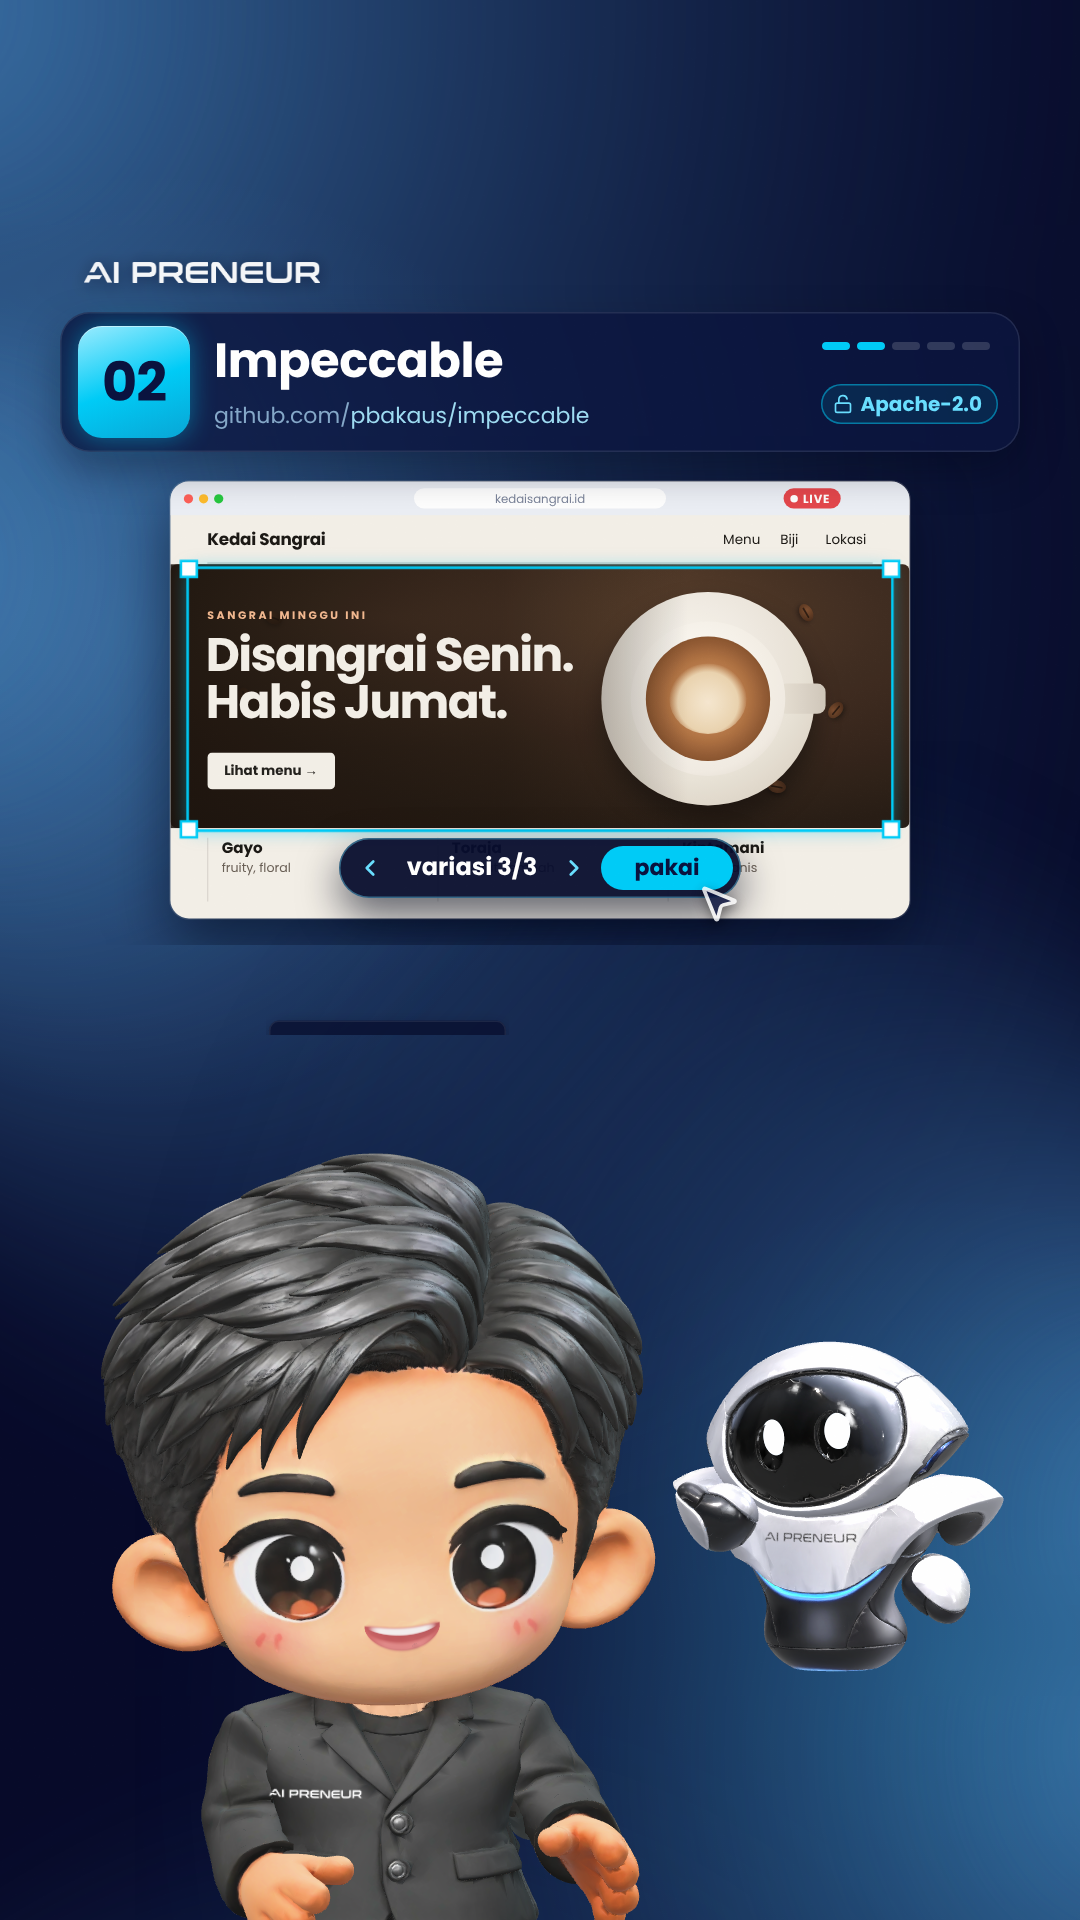 AI PRENEUR
02
Impeccable
github.com/pbakaus/impeccable
Apache-2.0
kedaisangrai.id
LIVE
Kedai Sangrai
Menu Biji Lokasi
SANGRAI MINGGU INI
Disangrai Senin.
Habis Jumat.
Lihat menu →
Gayo
fruity, floral
variasi 3/3
pakai
AI PRENEUR
AI PRENEUR